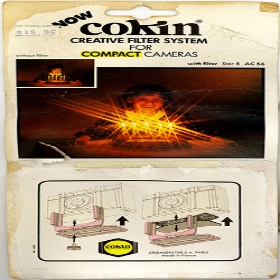 NOW
cokin®
$19.95
CREATIVE FILTER SYSTEM
FOR
COMPACT CAMERAS
without filter
with filter Star 8 AC 56
cokin
CROMOFILTER S.A. PARIS
made in France